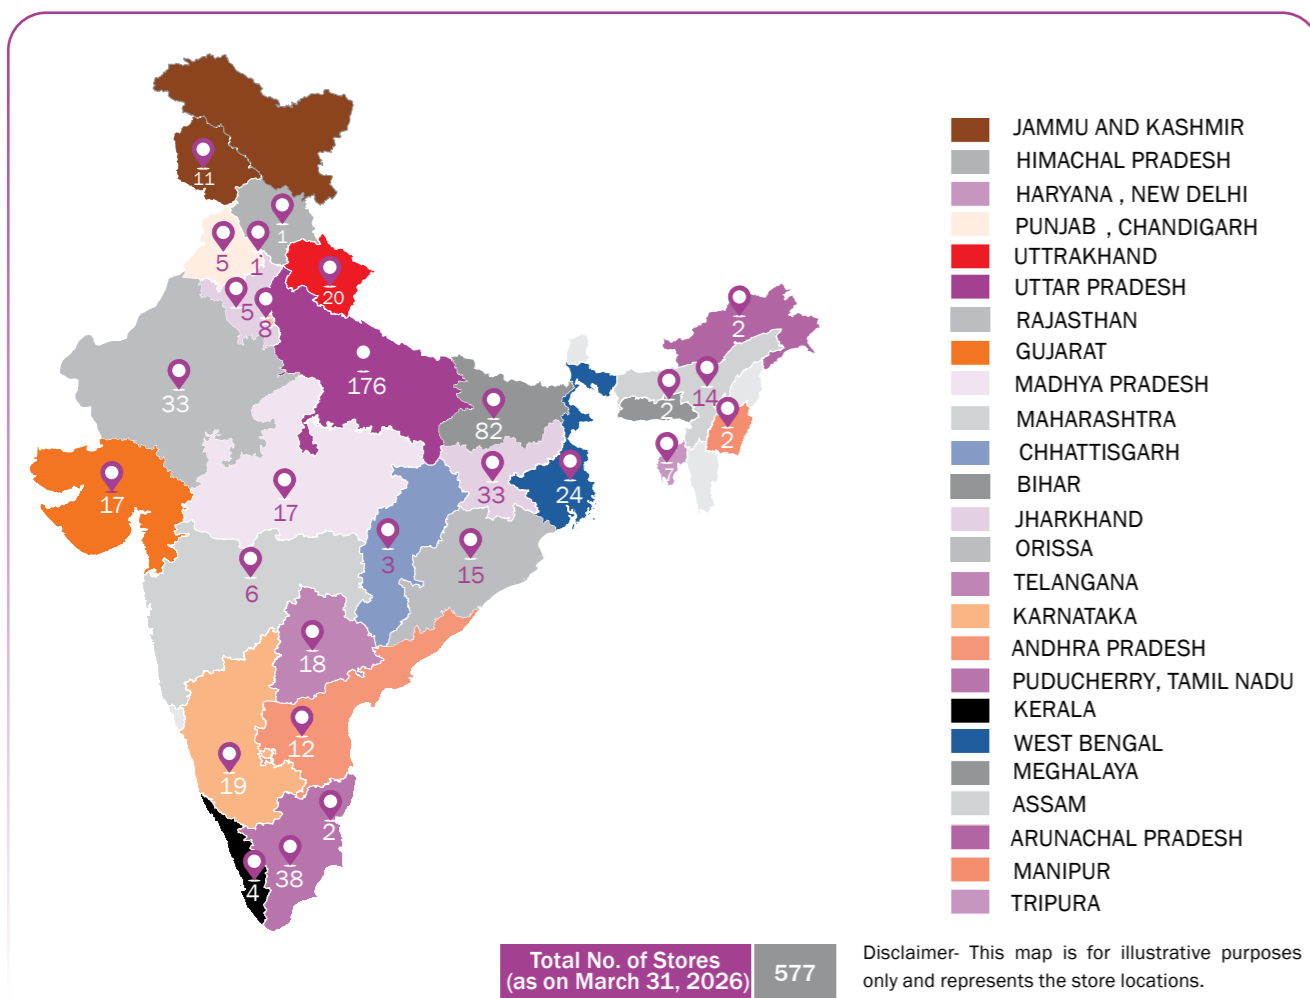 11
1
5
1
20
5
8
2
176
33
14
2
82
2
7
17
33
24
17
3
15
6
18
12
19
2
38
4
JAMMU AND KASHMIR
HIMACHAL PRADESH
HARYANA , NEW DELHI
PUNJAB , CHANDIGARH
UTTRAKHAND
UTTAR PRADESH
RAJASTHAN
GUJARAT
MADHYA PRADESH
MAHARASHTRA
CHHATTISGARH
BIHAR
JHARKHAND
ORISSA
TELANGANA
KARNATAKA
ANDHRA PRADESH
PUDUCHERRY, TAMIL NADU
KERALA
WEST BENGAL
MEGHALAYA
ASSAM
ARUNACHAL PRADESH
MANIPUR
TRIPURA
Total No. of Stores
(as on March 31, 2026)
577
Disclaimer- This map is for illustrative purposes
only and represents the store locations.